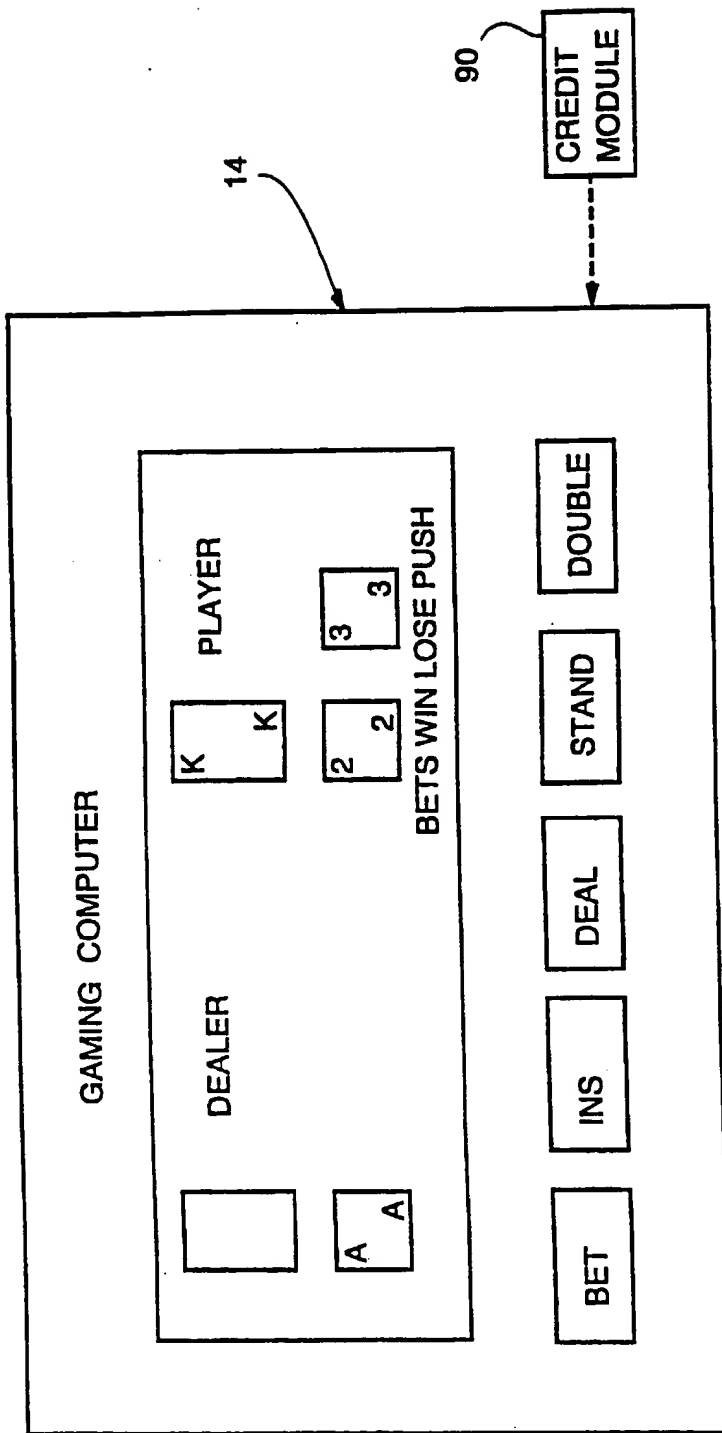 GAMING COMPUTER
14
DEALER
PLAYER
K
K
A
A
2
2
3
3
BETS WIN LOSE PUSH
BET
INS
DEAL
STAND
DOUBLE
90
CREDIT
MODULE